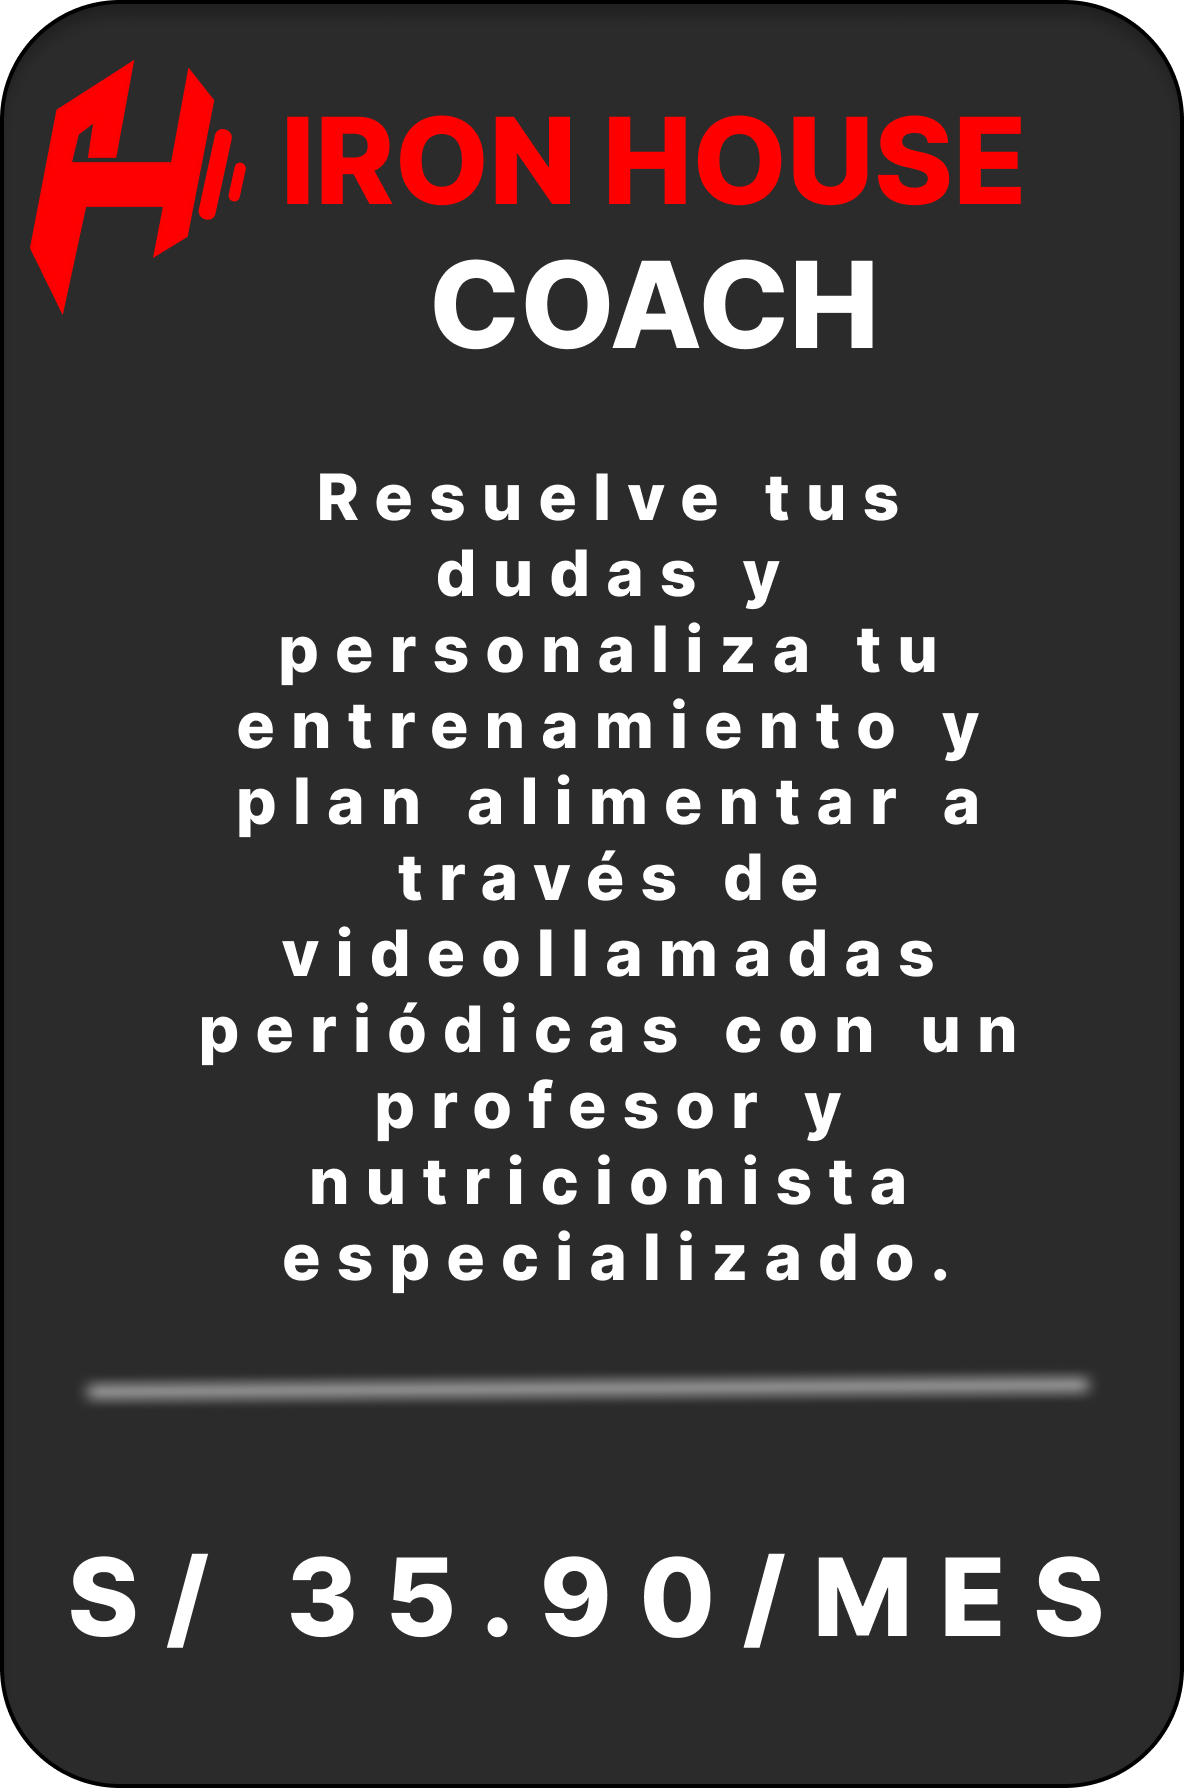 IRON HOUSE
COACH
Resuelve tus
dudas y
personaliza tu
entrenamiento y
plan alimentar a
través de
videollamadas
periódicas con un
profesor y
nutricionista
especializado.
S/ 35.90/MES